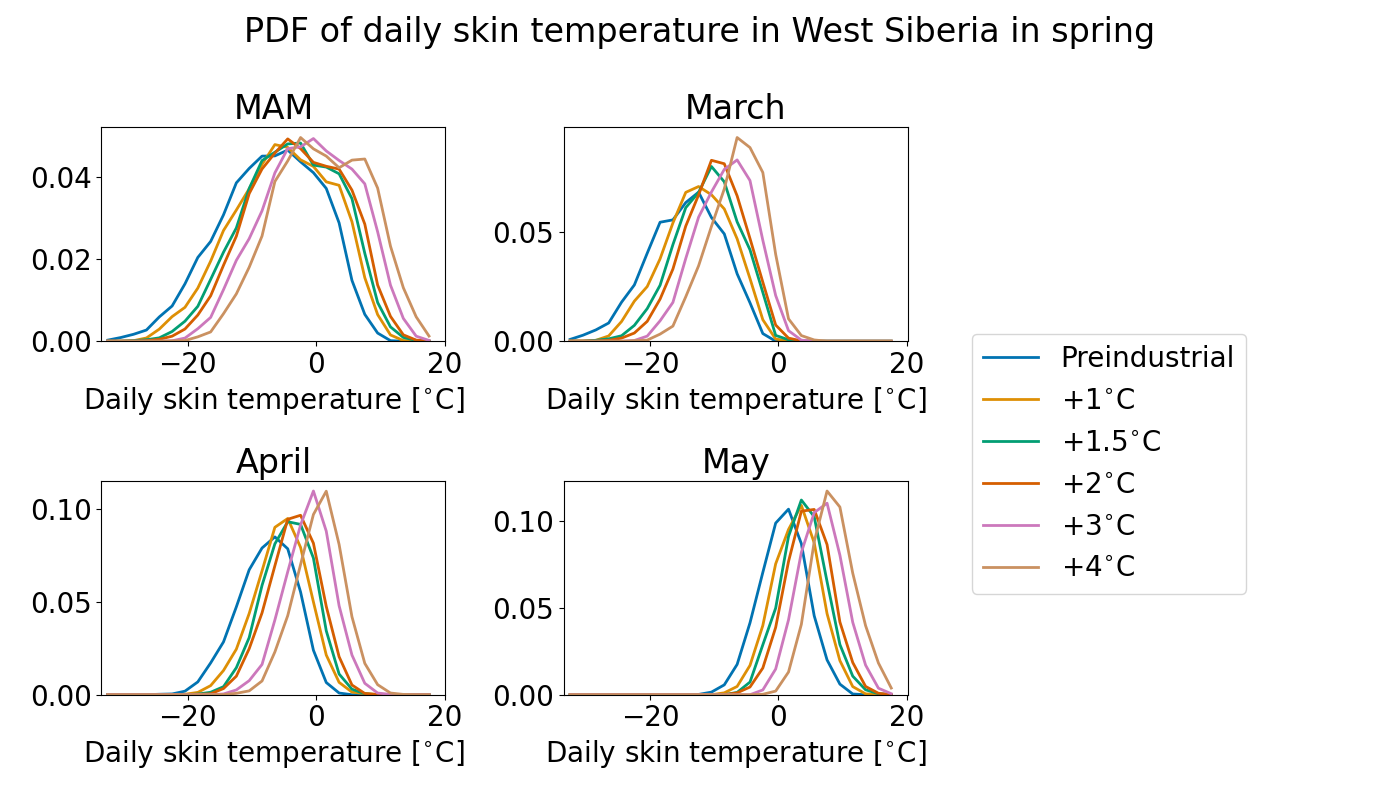 PDF of daily skin temperature in West Siberia in spring
MAM
0.04
0.02
0.00
−20 0 20
Daily skin temperature [°C]
March
0.05
0.00
−20 0 20
Daily skin temperature [°C]
April
0.10
0.05
0.00
−20 0 20
Daily skin temperature [°C]
May
0.10
0.05
0.00
−20 0 20
Daily skin temperature [°C]
Preindustrial
+1°C
+1.5°C
+2°C
+3°C
+4°C